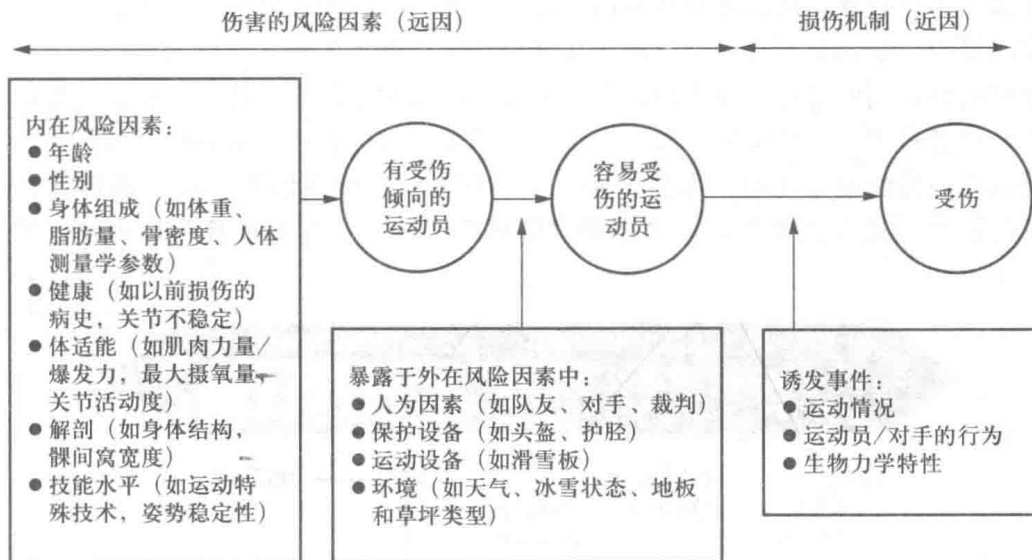 伤害的风险因素（远因）
损伤机制（近因）
内在风险因素：
● 年龄
● 性别
● 身体组成（如体重、
脂肪量、骨密度、人体
测量学参数）
● 健康（如以前损伤的
病史，关节不稳定）
● 体适能（如肌肉力量/
爆发力，最大摄氧量，
关节活动度）
● 解剖（如身体结构，
髁间窝宽度）
● 技能水平（如运动特
殊技术，姿势稳定性）
有受伤
倾向的
运动员
容易受
伤的运
动员
受伤
暴露于外在风险因素中：
● 人为因素（如队友、对手、裁判）
● 保护设备（如头盔、护胫）
● 运动设备（如滑雪板）
● 环境（如天气、冰雪状态、地板
和草坪类型）
诱发事件：
● 运动情况
● 运动员/对手的行为
● 生物力学特性